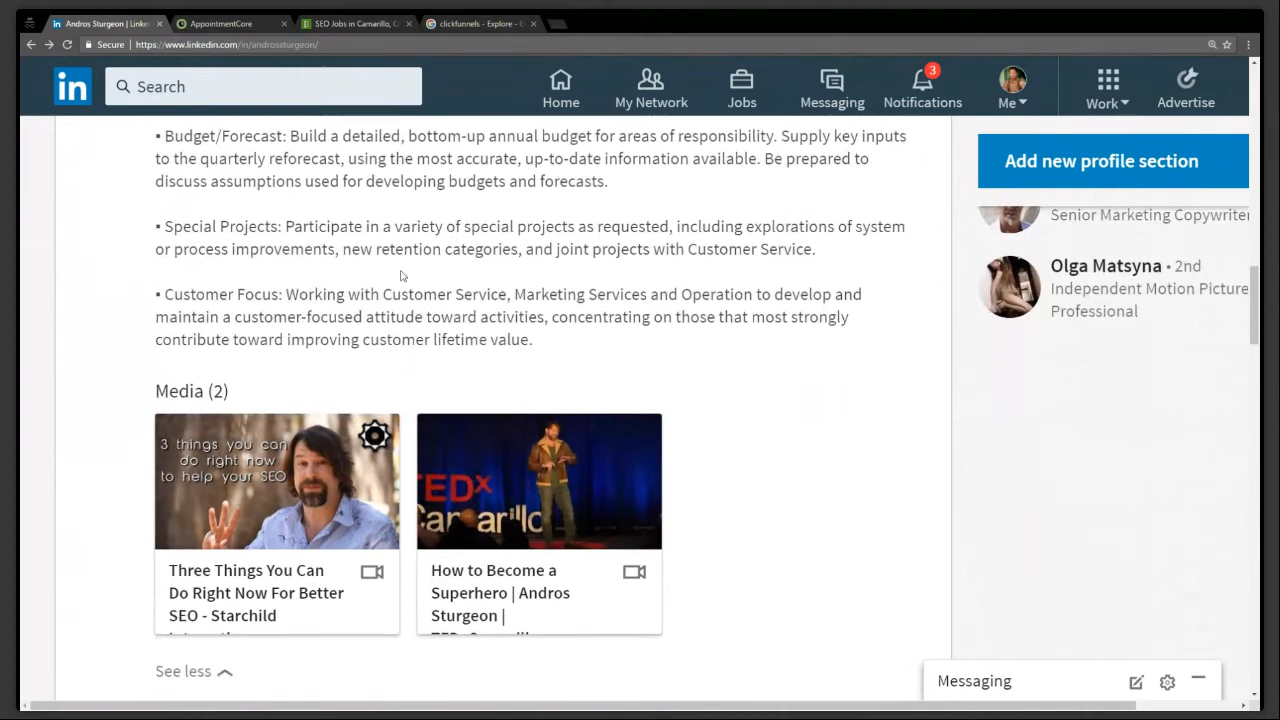 Andros Sturgeon | Linke
AppointmentCore
SEO Jobs in Camarillo, C
clickfunnels - Explore - G
Secure
https://www.linkedin.com/in/androssturgeon/
in
Search
Home
My Network
Jobs
Messaging
3
Notifications
Me
Work
Advertise
▪ Budget/Forecast: Build a detailed, bottom-up annual budget for areas of responsibility. Supply key inputs
to the quarterly reforecast, using the most accurate, up-to-date information available. Be prepared to
discuss assumptions used for developing budgets and forecasts.
▪ Special Projects: Participate in a variety of special projects as requested, including explorations of system
or process improvements, new retention categories, and joint projects with Customer Service.
▪ Customer Focus: Working with Customer Service, Marketing Services and Operation to develop and
maintain a customer-focused attitude toward activities, concentrating on those that most strongly
contribute toward improving customer lifetime value.
Media (2)
3 things you can
do right now
to help your SEO
TEDx
Camarillo
Three Things You Can
Do Right Now For Better
SEO - Starchild
How to Become a
Superhero | Andros
Sturgeon |
See less
Add new profile section
Senior Marketing Copywriter
Olga Matsyna • 2nd
Independent Motion Picture
Professional
Messaging